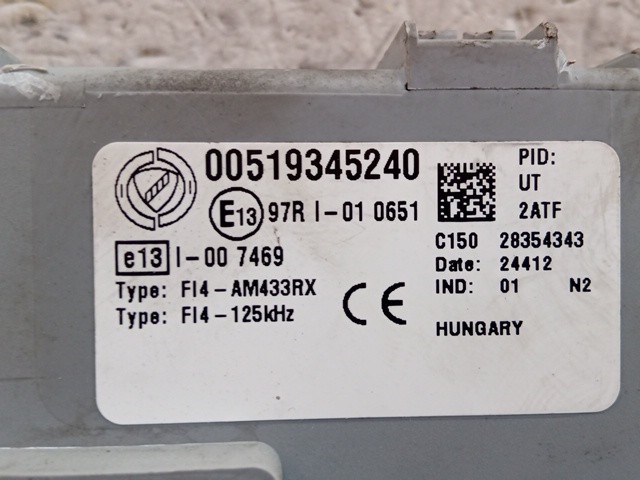 00519345240
E13 97R I-01 0651
e13 I-00 7469
Type: FI4-AM433RX
Type: FI4-125kHz
CE
PID:
UT
2ATF
C150 28354343
Date: 24412
IND: 01 N2
HUNGARY